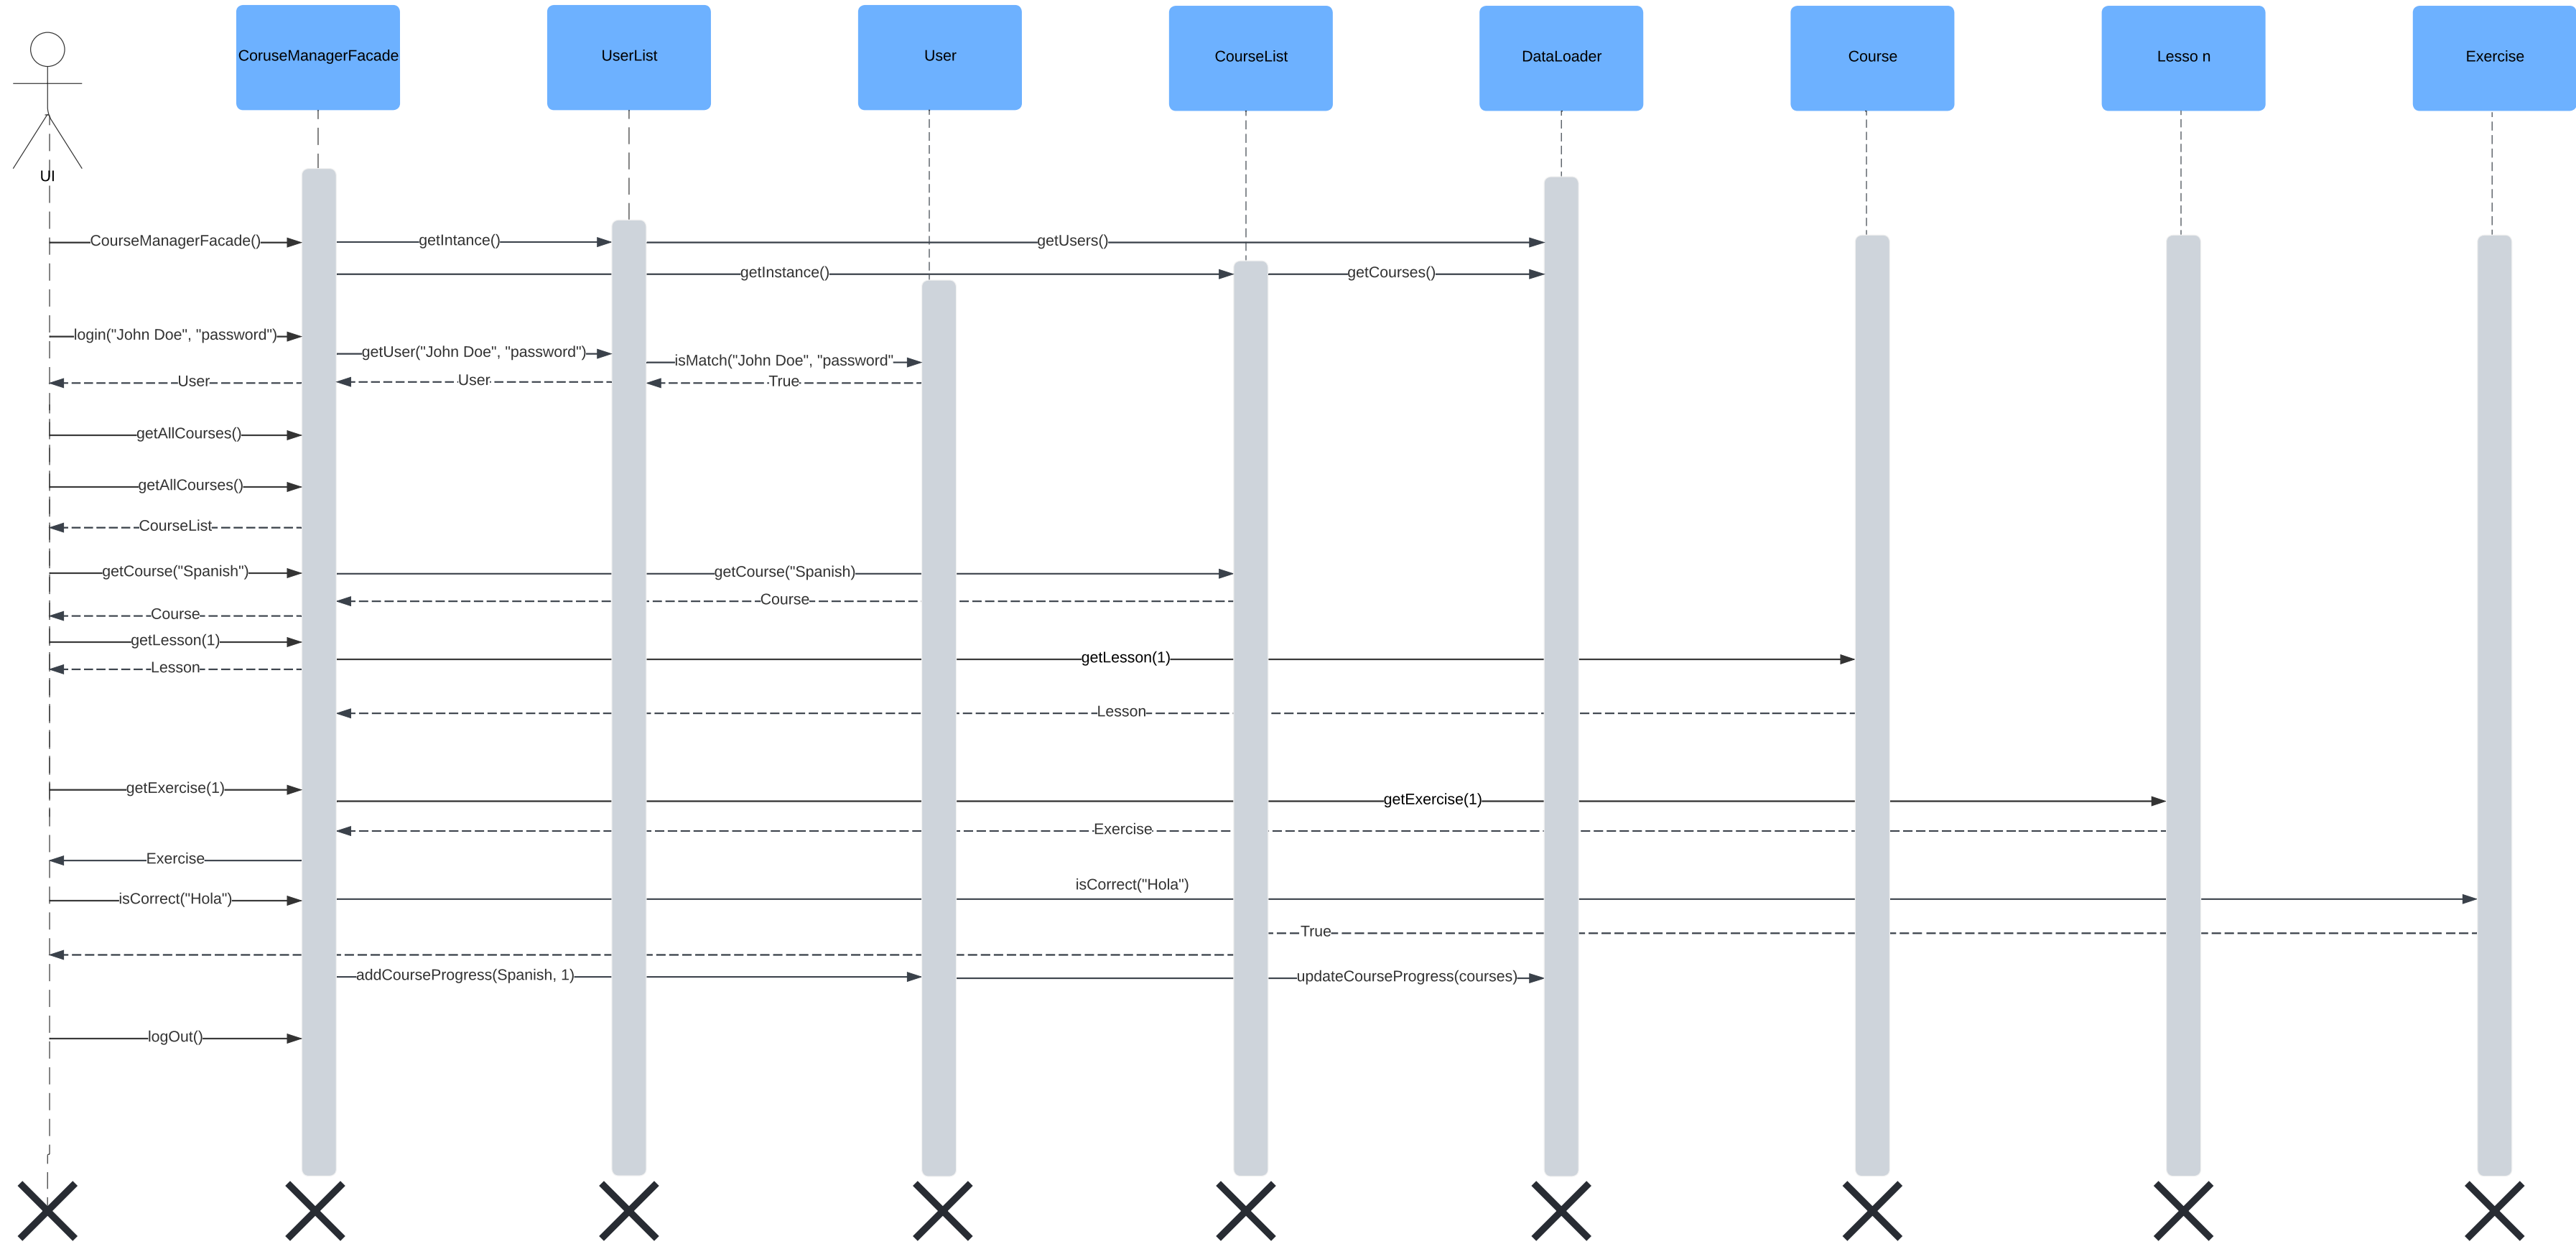 CoruseManagerFacade
UserList
User
CourseList
DataLoader
Course
Lesso n
Exercise
UI
CourseManagerFacade()
getIntance()
getUsers()
getInstance()
getCourses()
login("John Doe", "password")
getUser("John Doe", "password")
isMatch("John Doe", "password"
User
User
True
getAllCourses()
getAllCourses()
CourseList
getCourse("Spanish")
getCourse("Spanish)
Course
Course
getLesson(1)
getLesson(1)
Lesson
Lesson
getExercise(1)
getExercise(1)
Exercise
Exercise
isCorrect("Hola")
isCorrect("Hola")
True
addCourseProgress(Spanish, 1)
updateCourseProgress(courses)
logOut()